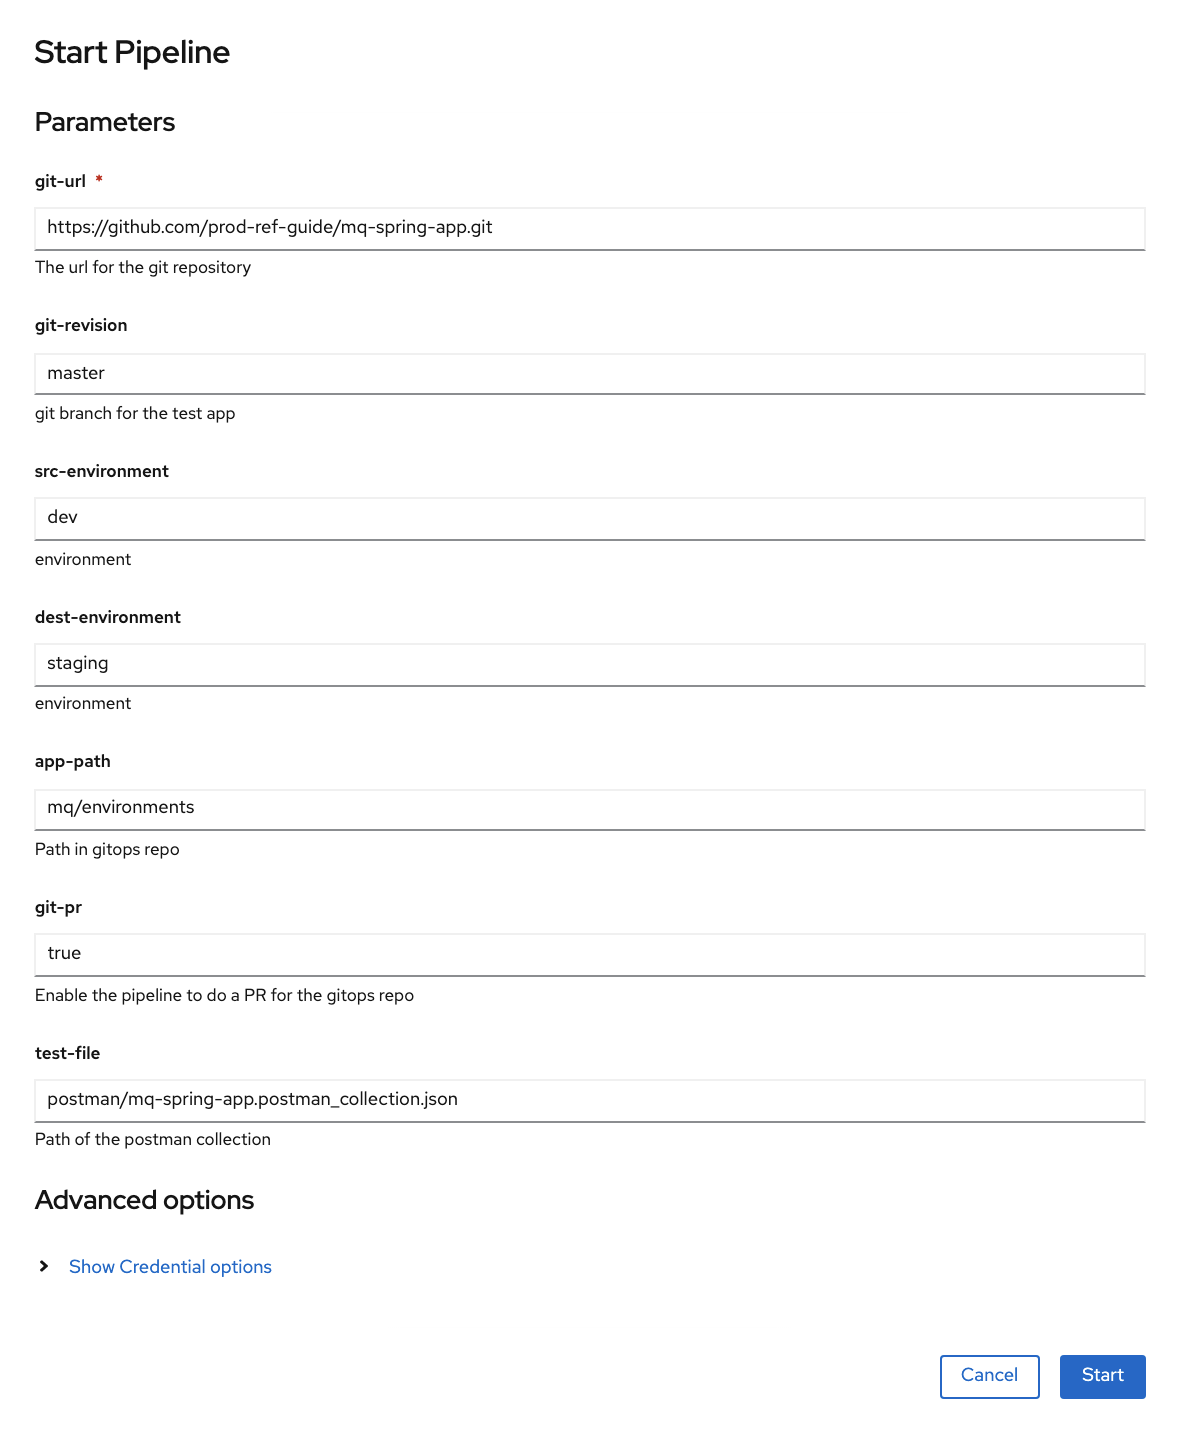 Start Pipeline
Parameters
git-url *
https://github.com/prod-ref-guide/mq-spring-app.git
The url for the git repository
git-revision
master
git branch for the test app
src-environment
dev
environment
dest-environment
staging
environment
app-path
mq/environments
Path in gitops repo
git-pr
true
Enable the pipeline to do a PR for the gitops repo
test-file
postman/mq-spring-app.postman_collection.json
Path of the postman collection
Advanced options
Show Credential options
Cancel Start